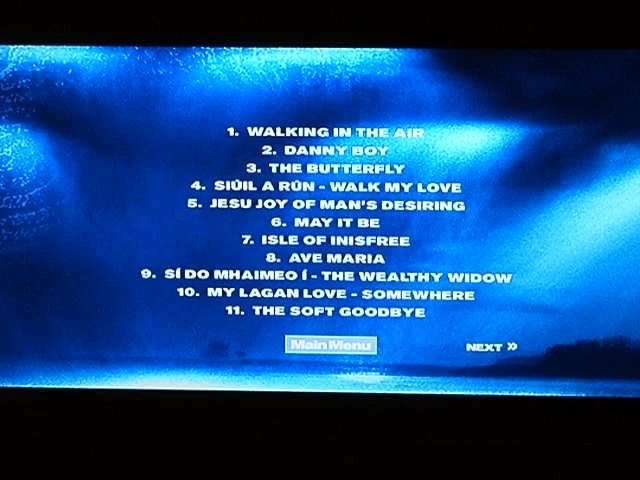 1. WALKING IN THE AIR
2. DANNY BOY
3. THE BUTTERFLY
4. SIÚIL A RÚN - WALK MY LOVE
5. JESU JOY OF MAN'S DESIRING
6. MAY IT BE
7. ISLE OF INISFREE
8. AVE MARIA
9. SÍ DO MHAIMEO Í - THE WEALTHY WIDOW
10. MY LAGAN LOVE - SOMEWHERE
11. THE SOFT GOODBYE
Main Menu
NEXT »